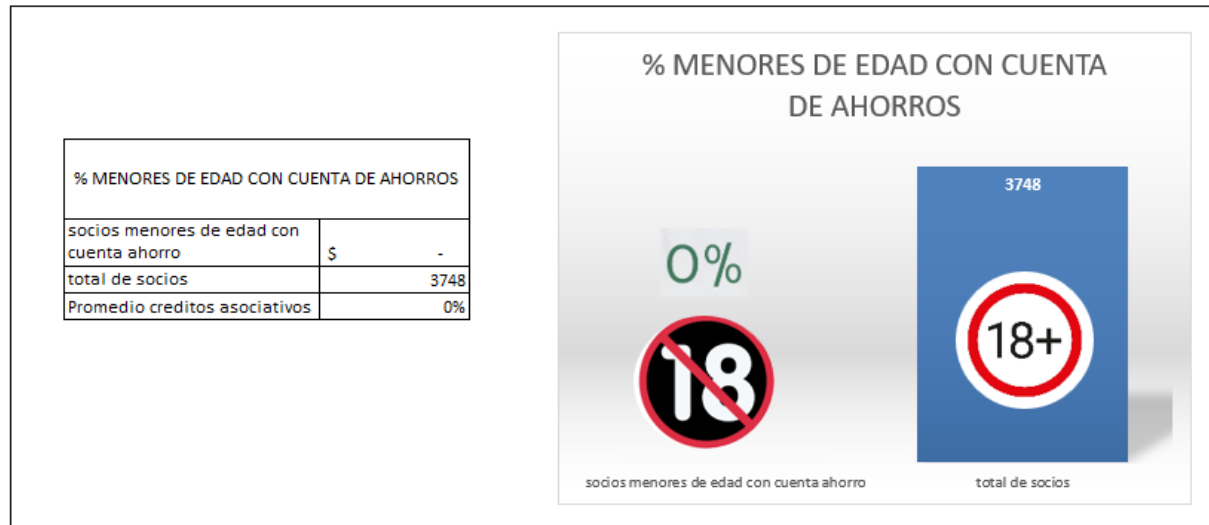 % MENORES DE EDAD CON CUENTA DE AHORROS
socios menores de edad con
cuenta ahorro $ -
total de socios 3748
Promedio creditos asociativos 0%
% MENORES DE EDAD CON CUENTA
DE AHORROS
3748
0%
18+
18
socios menores de edad con cuenta ahorro
total de socios